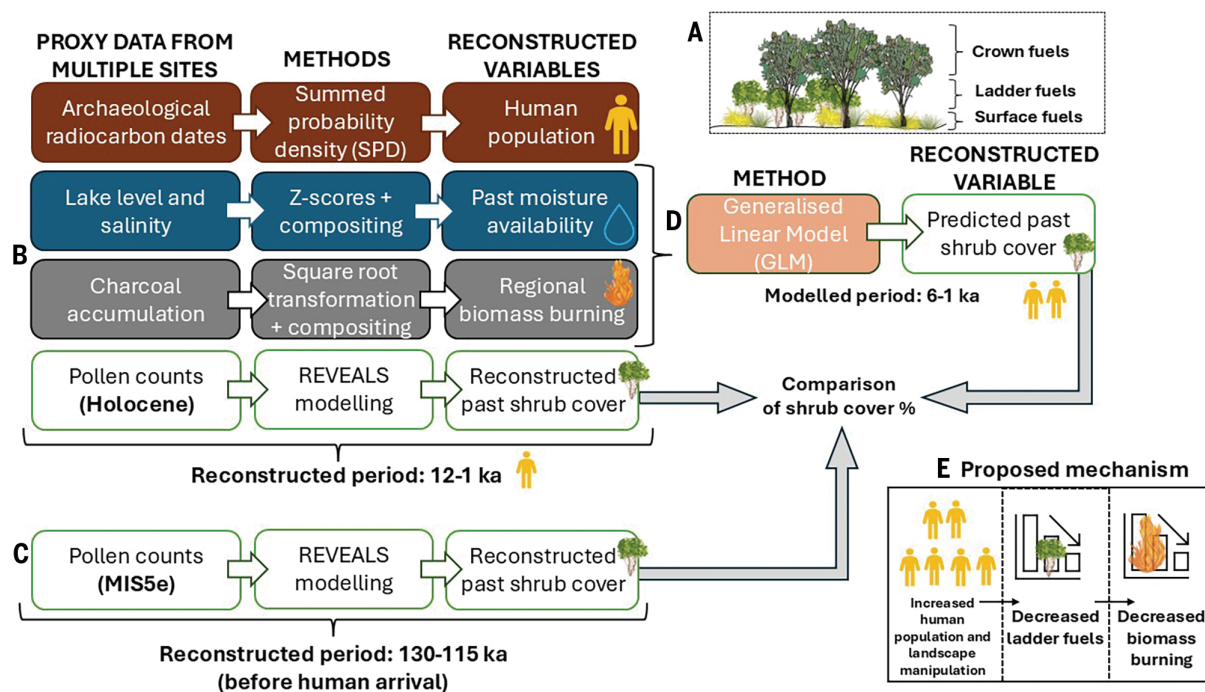 A
Crown fuels
Ladder fuels
Surface fuels
PROXY DATA FROM
MULTIPLE SITES
METHODS
RECONSTRUCTED
VARIABLES
Archaeological
radiocarbon dates
Summed
probability
density (SPD)
Human
population
B
Lake level and
salinity
Z-scores +
compositing
Past moisture
availability
Charcoal
accumulation
Square root
transformation
+ compositing
Regional
biomass burning
Pollen counts
(Holocene)
REVEALS
modelling
Reconstructed
past shrub cover
Reconstructed period: 12-1 ka
C
Pollen counts
(MIS5e)
REVEALS
modelling
Reconstructed
past shrub cover
Reconstructed period: 130-115 ka
(before human arrival)
D
METHOD
RECONSTRUCTED
VARIABLE
Generalised
Linear Model
(GLM)
Predicted past
shrub cover
Modelled period: 6-1 ka
Comparison
of shrub cover %
E Proposed mechanism
Increased
human
population and
landscape
manipulation
Decreased
ladder fuels
Decreased
biomass
burning